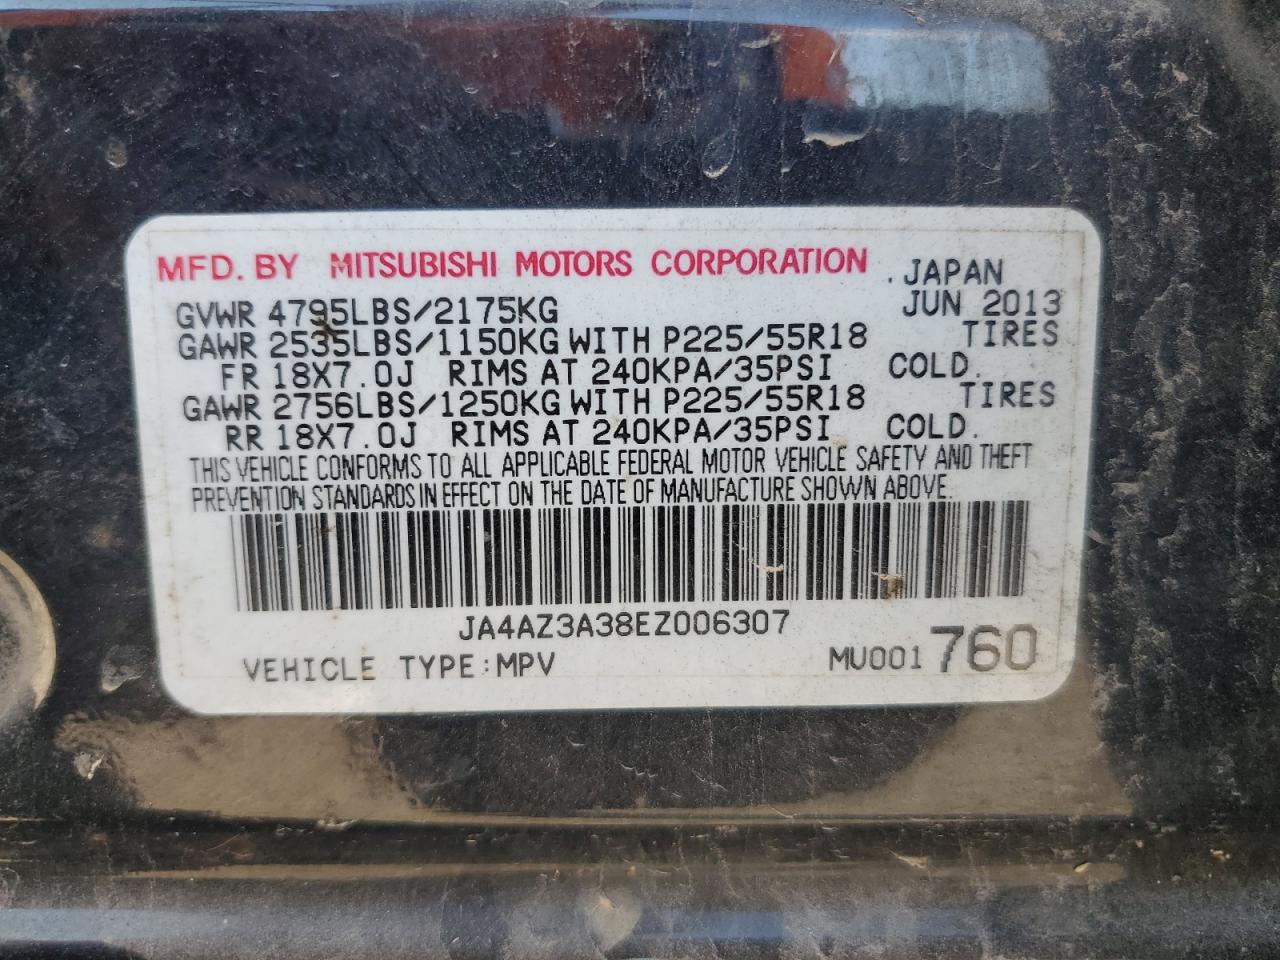 MFD. BY MITSUBISHI MOTORS CORPORATION . JAPAN
GVWR 4795LBS/2175KG JUN 2013
GAWR 2535LBS/1150KG WITH P225/55R18 TIRES
FR 18X7.0J RIMS AT 240KPA/35PSI COLD.
GAWR 2756LBS/1250KG WITH P225/55R18 TIRES
RR 18X7.0J RIMS AT 240KPA/35PSI COLD.
THIS VEHICLE CONFORMS TO ALL APPLICABLE FEDERAL MOTOR VEHICLE SAFETY AND THEFT
PREVENTION STANDARDS IN EFFECT ON THE DATE OF MANUFACTURE SHOWN ABOVE.
JA4AZ3A38EZ006307
VEHICLE TYPE:MPV MU001 760